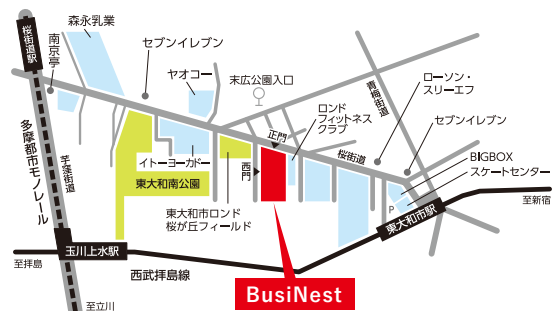 桜街道駅
南京亭
森永乳業
セブンイレブン
ヤオコー
末広公園入口
ロンド
フィットネス
クラブ
青梅街道
ローソン・
スリーエフ
セブンイレブン
正門
桜街道
BIGBOX
スケートセンター
P
多摩都市モノレール
芋窪街道
イトーヨーカドー
西門
東大和南公園
東大和市ロンド
桜が丘フィールド
東大和市駅
至新宿
玉川上水駅
至拝島
西武拝島線
至立川
BusiNest